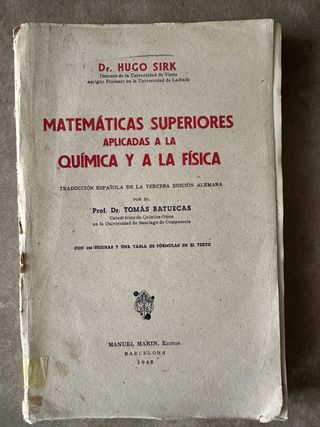 Dr. HUGO SIRK
Docente de la Universidad de Viena
antiguo Profesor en la Universidad de Laibach
MATEMÁTICAS SUPERIORES
APLICADAS A LA
QUÍMICA Y A LA FÍSICA
TRADUCCIÓN ESPAÑOLA DE LA TERCERA EDICIÓN ALEMANA
POR EL
Prof. Dr. TOMÁS BATUECAS
Catedrático de Química-física
en la Universidad de Santiago de Compostela
CON 124 FIGURAS Y UNA TABLA DE FÓRMULAS EN EL TEXTO
MANUEL MARÍN, Editor
BARCELONA